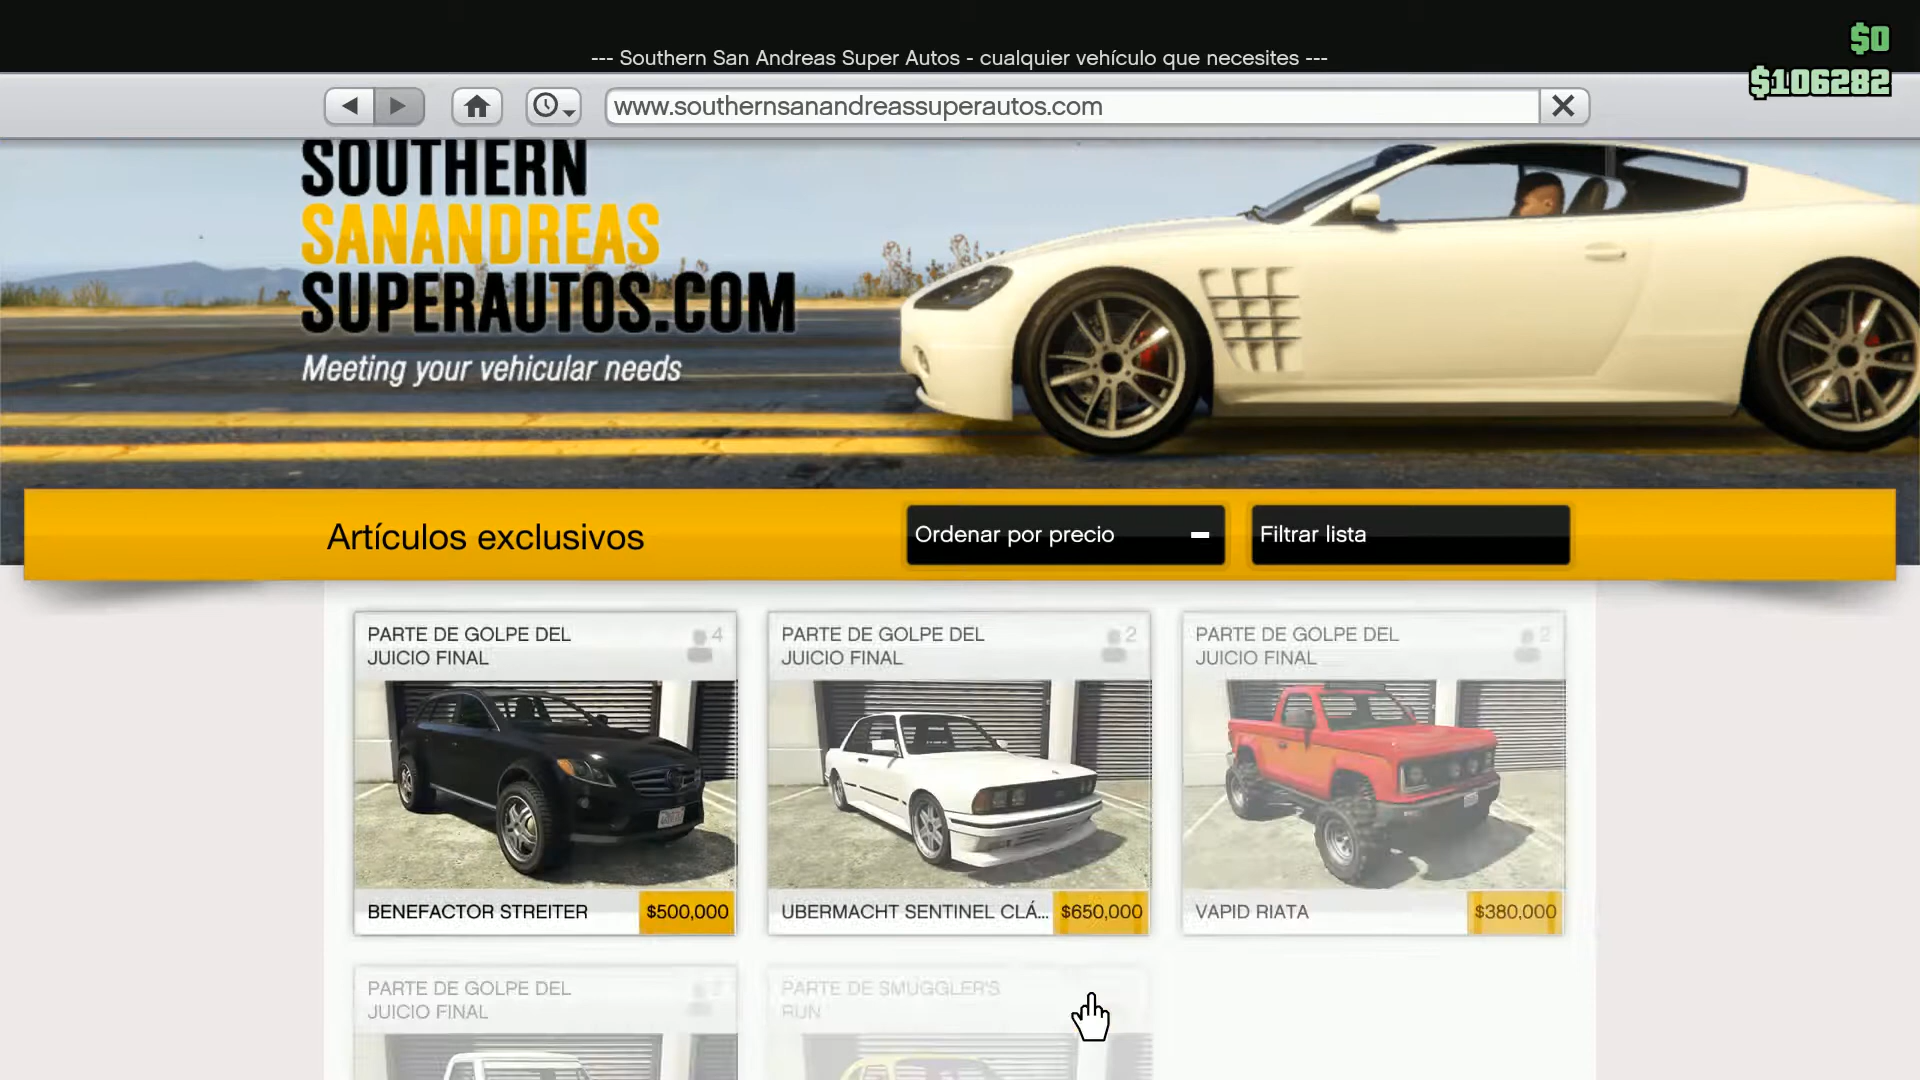 --- Southern San Andreas Super Autos - cualquier vehículo que necesites ---
$0
$106282
www.southernsanandreassuperautos.com
SOUTHERN
SANANDREAS
SUPERAUTOS.COM
Meeting your vehicular needs
Artículos exclusivos
Ordenar por precio
Filtrar lista
PARTE DE GOLPE DEL
JUICIO FINAL
4
PARTE DE GOLPE DEL
JUICIO FINAL
2
PARTE DE GOLPE DEL
JUICIO FINAL
2
BENEFACTOR STREITER
$500,000
UBERMACHT SENTINEL CLÁ...
$650,000
VAPID RIATA
$380,000
PARTE DE GOLPE DEL
JUICIO FINAL
2
PARTE DE SMUGGLER'S
RUN